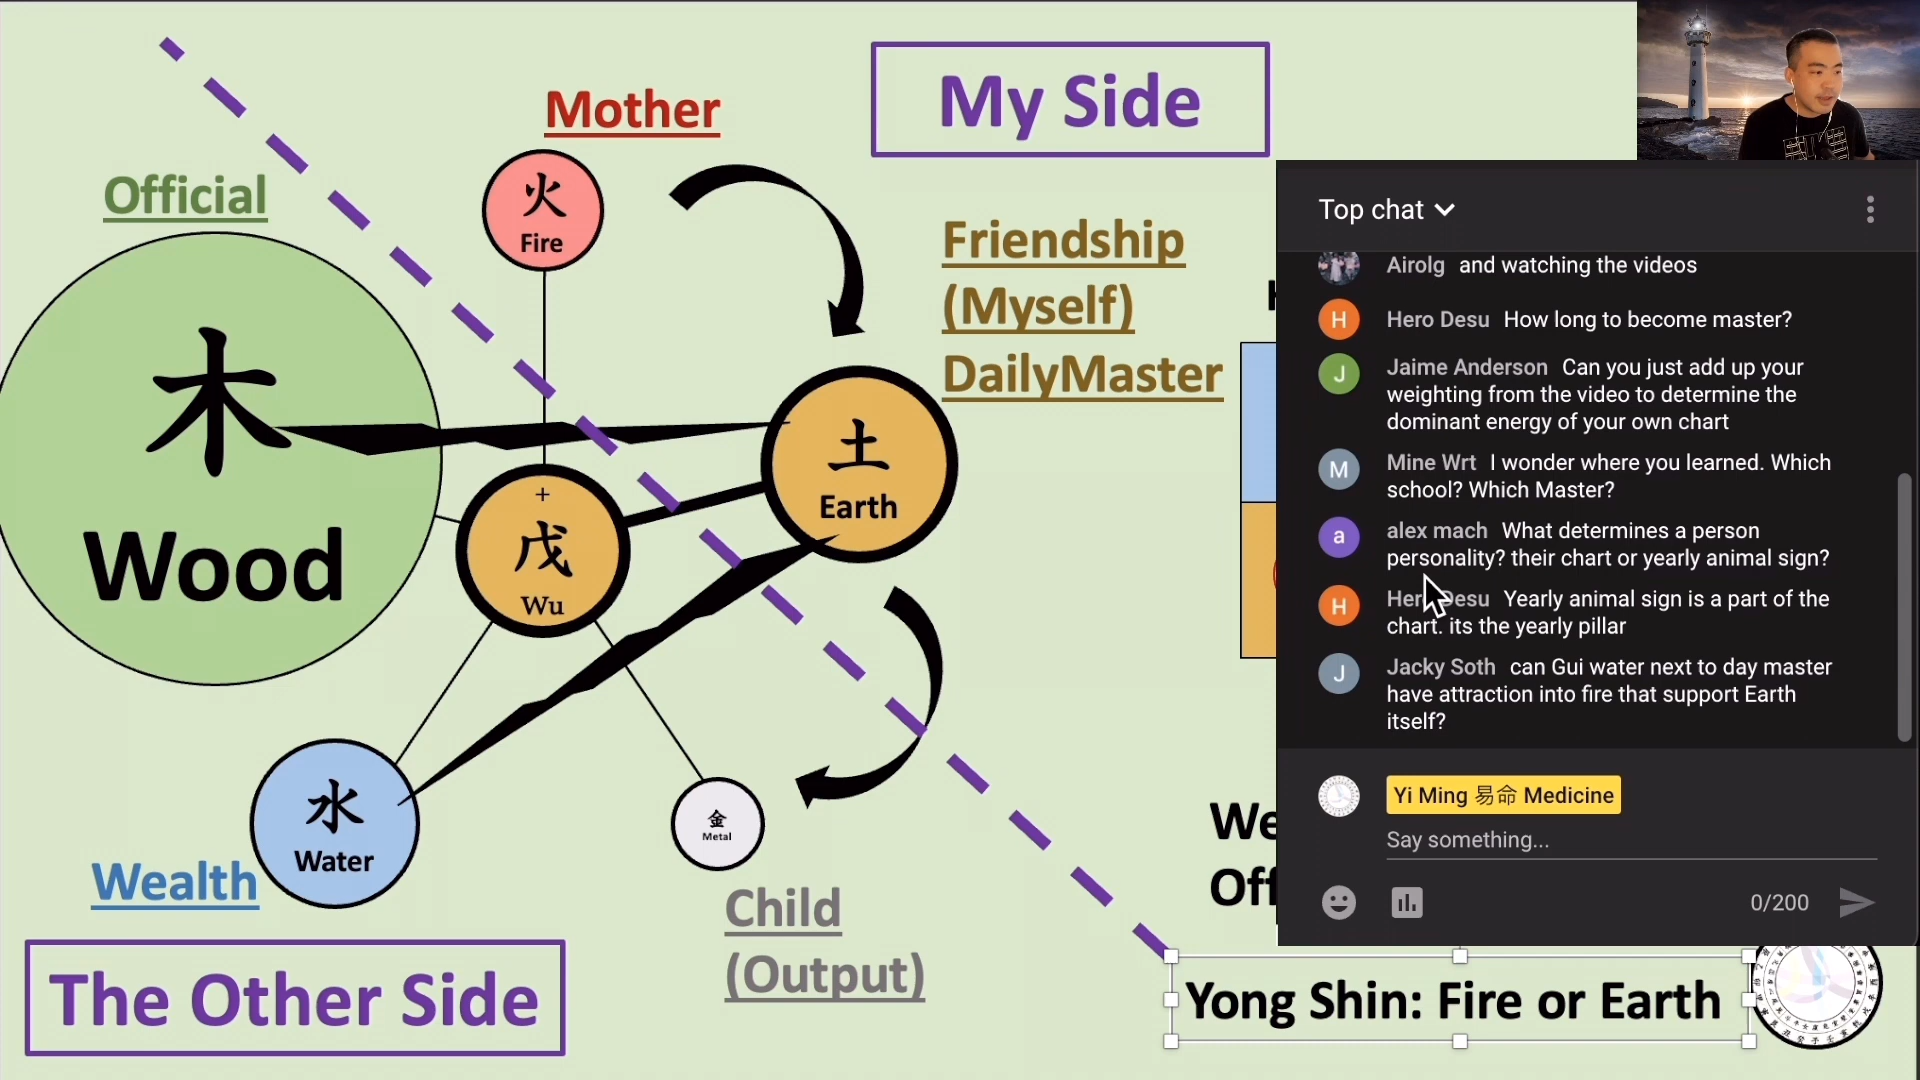 My Side
Mother
Official
火
Fire
Friendship
(Myself)
DailyMaster
木
Wood
土
Earth
+
戊
Wu
水
Water
金
Metal
Wealth
Child
(Output)
The Other Side
We
Off
Yong Shin: Fire or Earth
Top chat
Airolg and watching the videos
Hero Desu How long to become master?
J
Jaime Anderson Can you just add up your
weighting from the video to determine the
dominant energy of your own chart
M
Mine Wrt I wonder where you learned. Which
school? Which Master?
a
alex mach What determines a person
personality? their chart or yearly animal sign?
H
Hero Desu Yearly animal sign is a part of the
chart. its the yearly pillar
J
Jacky Soth can Gui water next to day master
have attraction into fire that support Earth
itself?
Yi Ming 易命 Medicine
Say something...
0/200